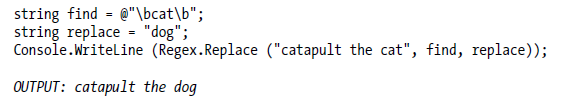 string find = @"\bcat\b";
string replace = "dog";
Console.WriteLine (Regex.Replace ("catapult the cat", find, replace));
OUTPUT: catapult the dog